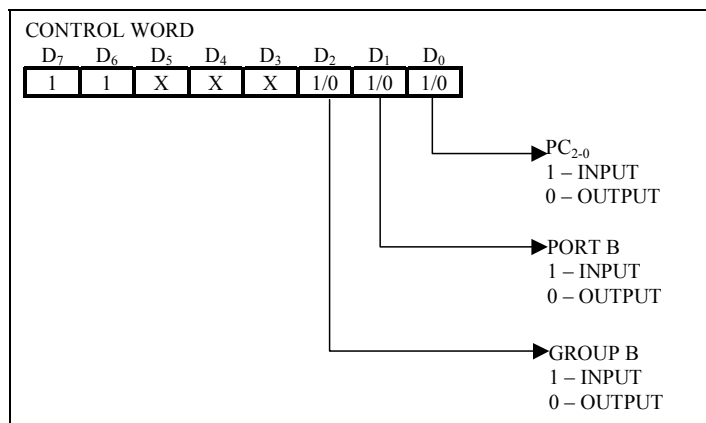 CONTROL WORD
D₇ D₆ D₅ D₄ D₃ D₂ D₁ D₀
1 1 X X X 1/0 1/0 1/0
PC₂₋₀
1 – INPUT
0 – OUTPUT
PORT B
1 – INPUT
0 – OUTPUT
GROUP B
1 – INPUT
0 – OUTPUT